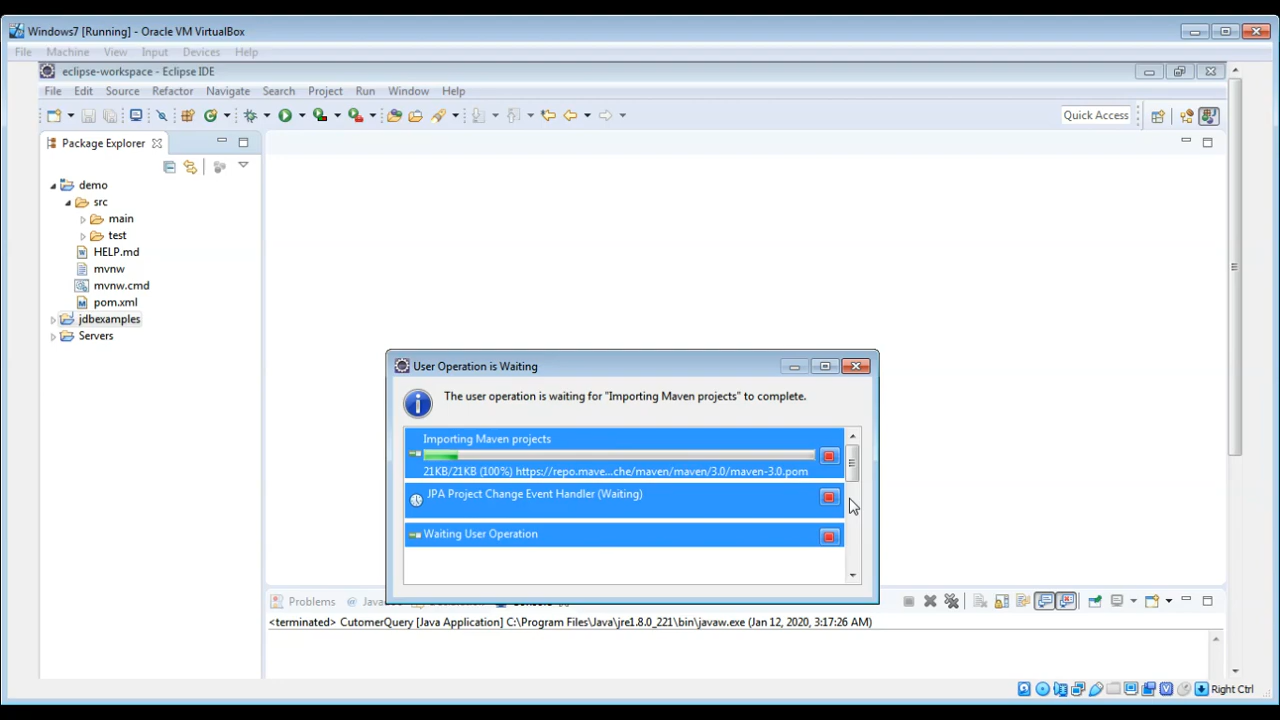 Windows7 [Running] - Oracle VM VirtualBox
File Machine View Input Devices Help
eclipse-workspace - Eclipse IDE
File Edit Source Refactor Navigate Search Project Run Window Help
Quick Access
Package Explorer
demo
src
main
test
HELP.md
mvnw
mvnw.cmd
pom.xml
jdbexamples
Servers
User Operation is Waiting
The user operation is waiting for "Importing Maven projects" to complete.
Importing Maven projects
21KB/21KB (100%) https://repo.mave...che/maven/maven/3.0/maven-3.0.pom
JPA Project Change Event Handler (Waiting)
Waiting User Operation
Problems
<terminated> CutomerQuery [Java Application] C:\Program Files\Java\jre1.8.0_221\bin\javaw.exe (Jan 12, 2020, 3:17:26 AM)
Right Ctrl